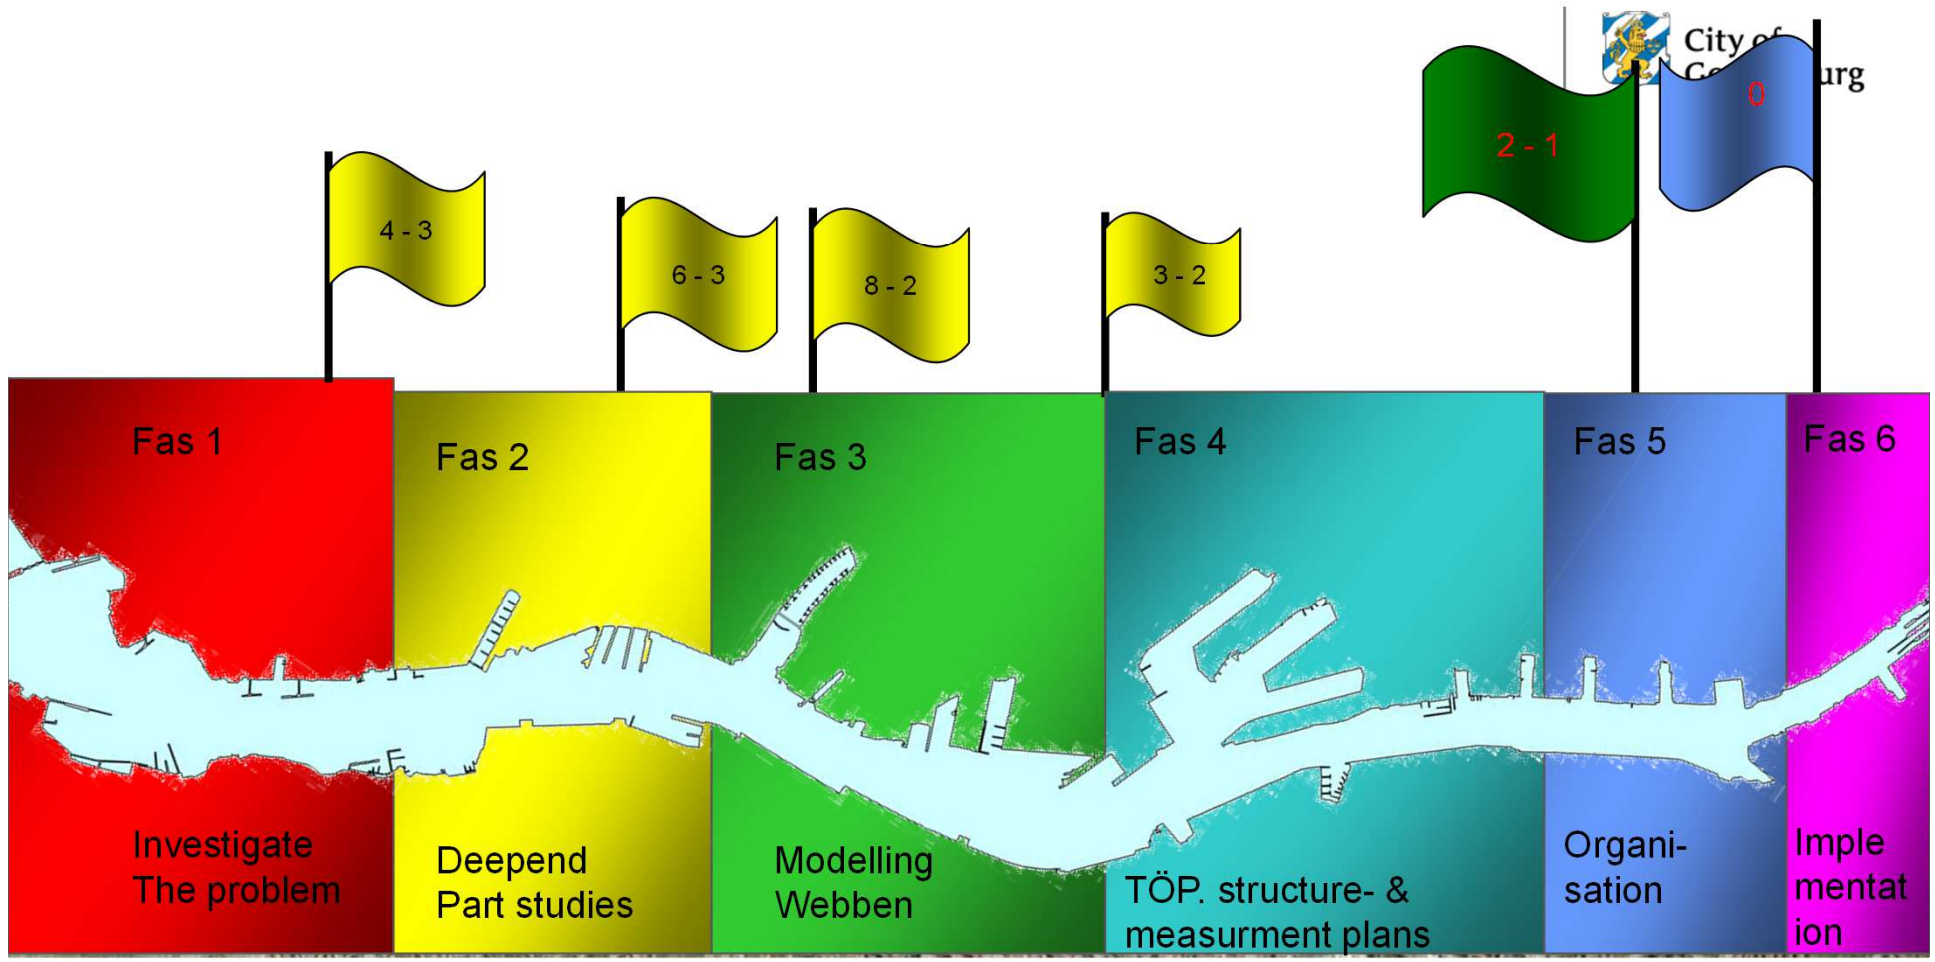 City of
urg
2 - 1
0
4 - 3
6 - 3
8 - 2
3 - 2
Fas 1
Fas 2
Fas 3
Fas 4
Fas 5
Fas 6
Investigate
The problem
Deepend
Part studies
Modelling
Webben
TÖP. structure- &
measurment plans
Organi-
sation
Imple
mentat
ion